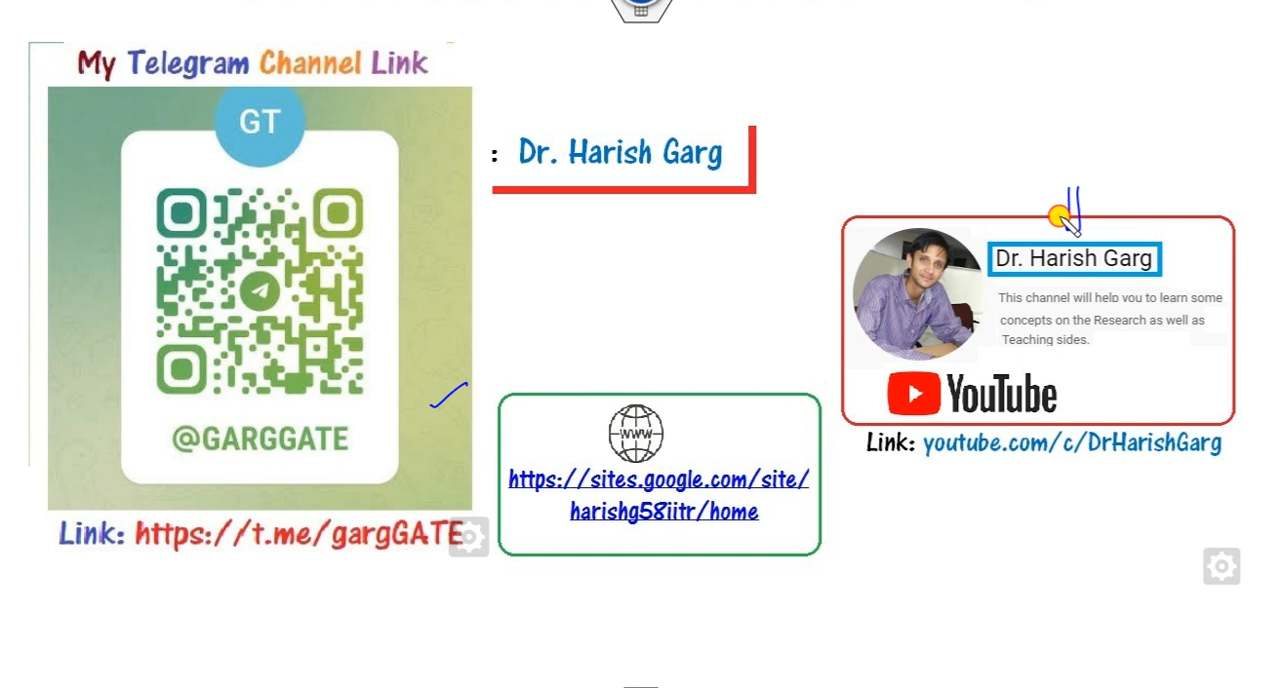 My Telegram Channel Link
GT
@GARGGATE
Link: https://t.me/gargGATE
: Dr. Harish Garg
www
https://sites.google.com/site/
harishg58iitr/home
Dr. Harish Garg
This channel will help you to learn some
concepts on the Research as well as
Teaching sides.
YouTube
Link: youtube.com/c/DrHarishGarg